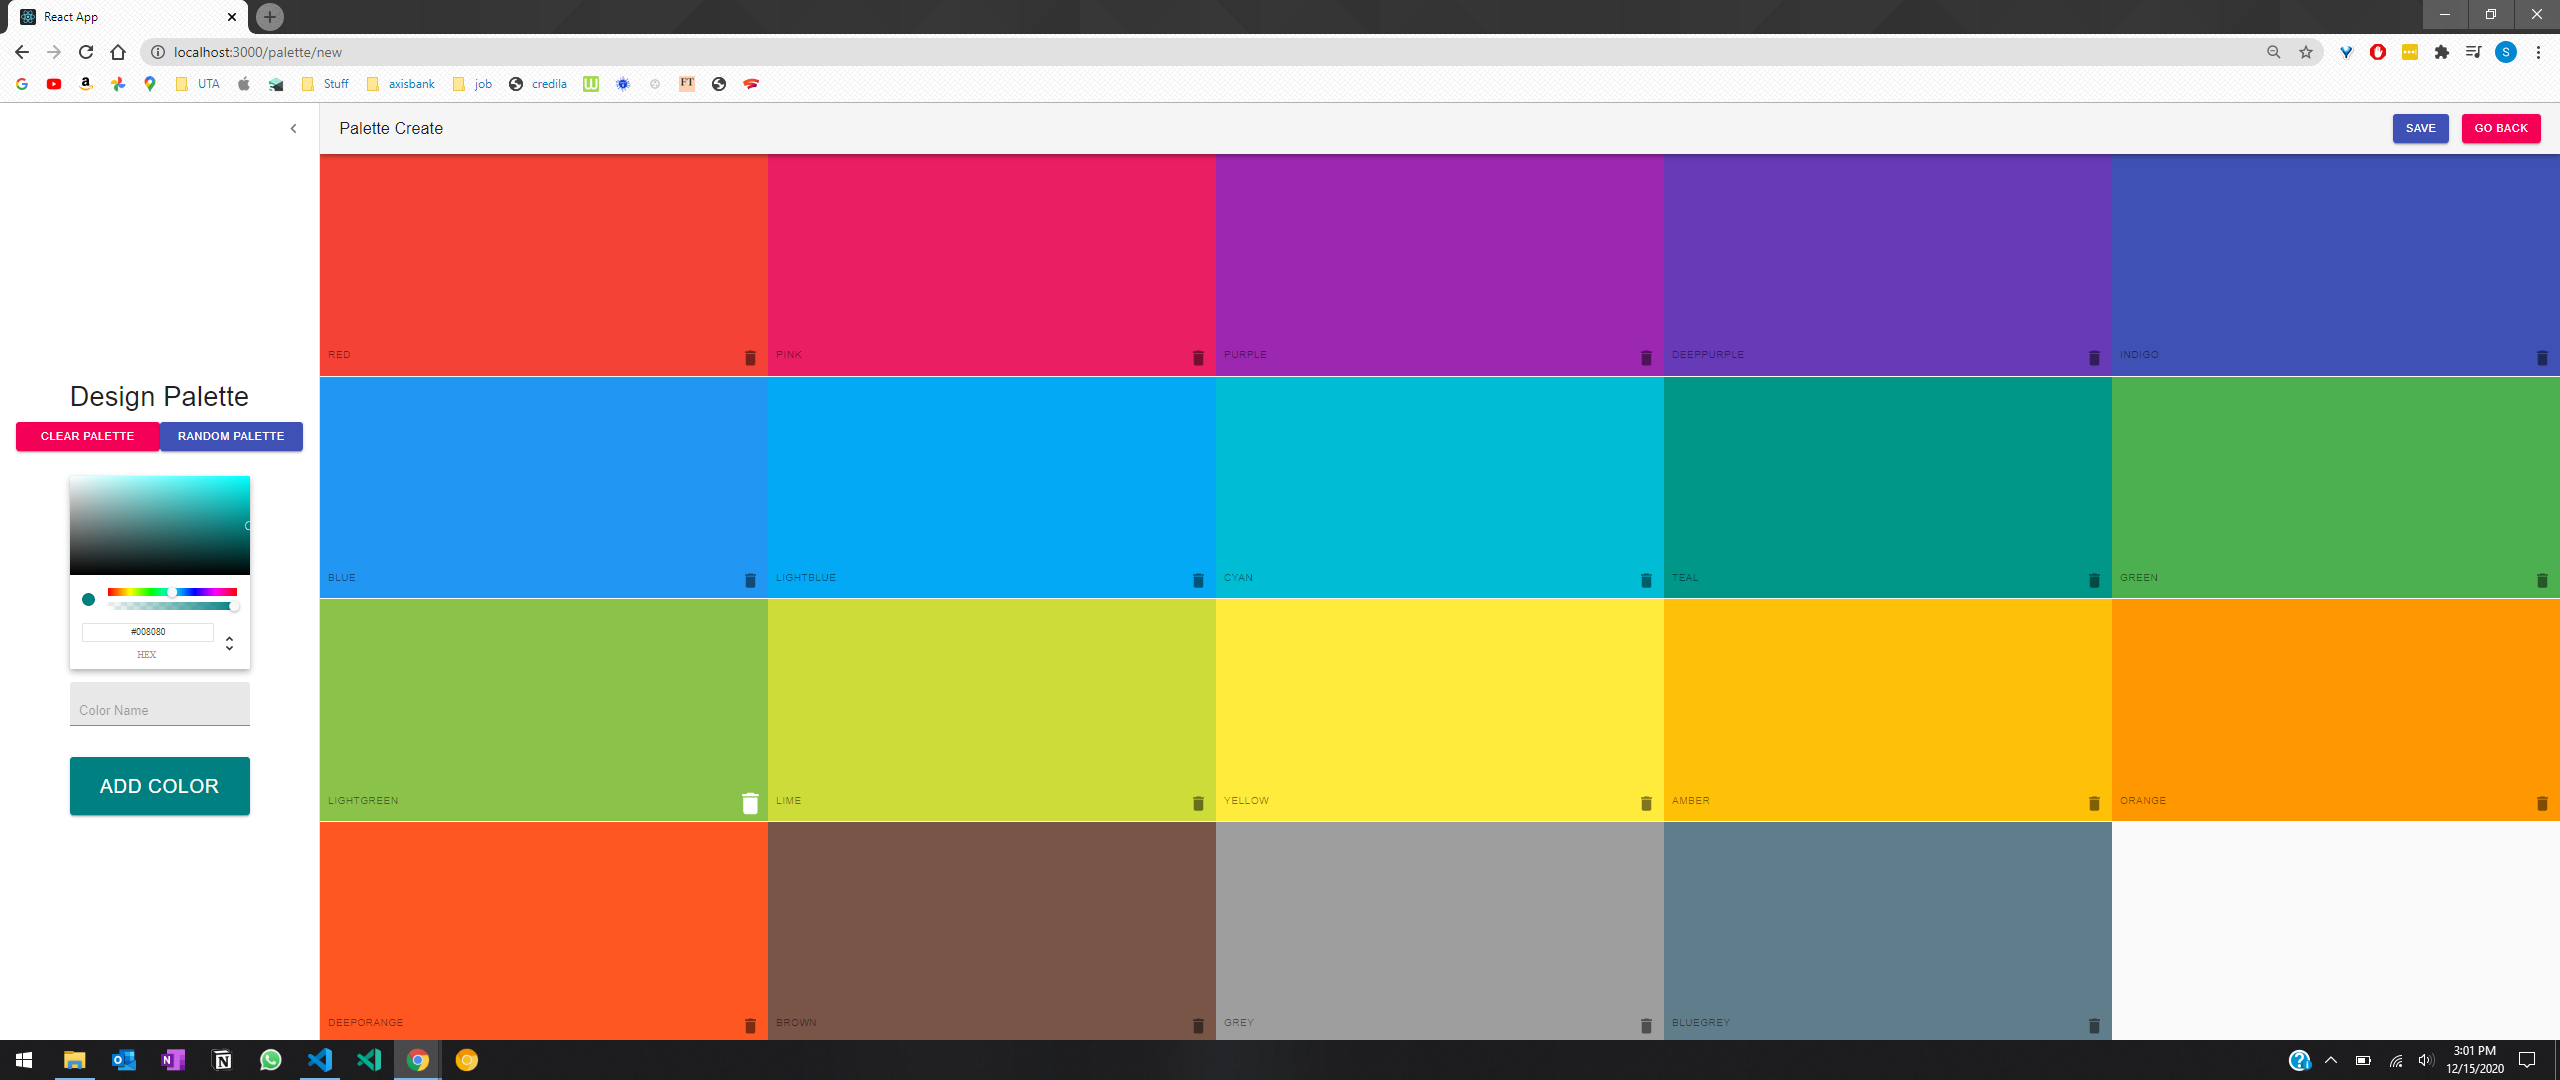 React App
localhost:3000/palette/new
UTA
Stuff
axisbank
job
credila
FT
Palette Create
SAVE
GO BACK
Design Palette
CLEAR PALETTE
RANDOM PALETTE
#008080
HEX
Color Name
ADD COLOR
RED
PINK
PURPLE
DEEPPURPLE
INDIGO
BLUE
LIGHTBLUE
CYAN
TEAL
GREEN
LIGHTGREEN
LIME
YELLOW
AMBER
ORANGE
DEEPORANGE
BROWN
GREY
BLUEGREY
3:01 PM
12/15/2020